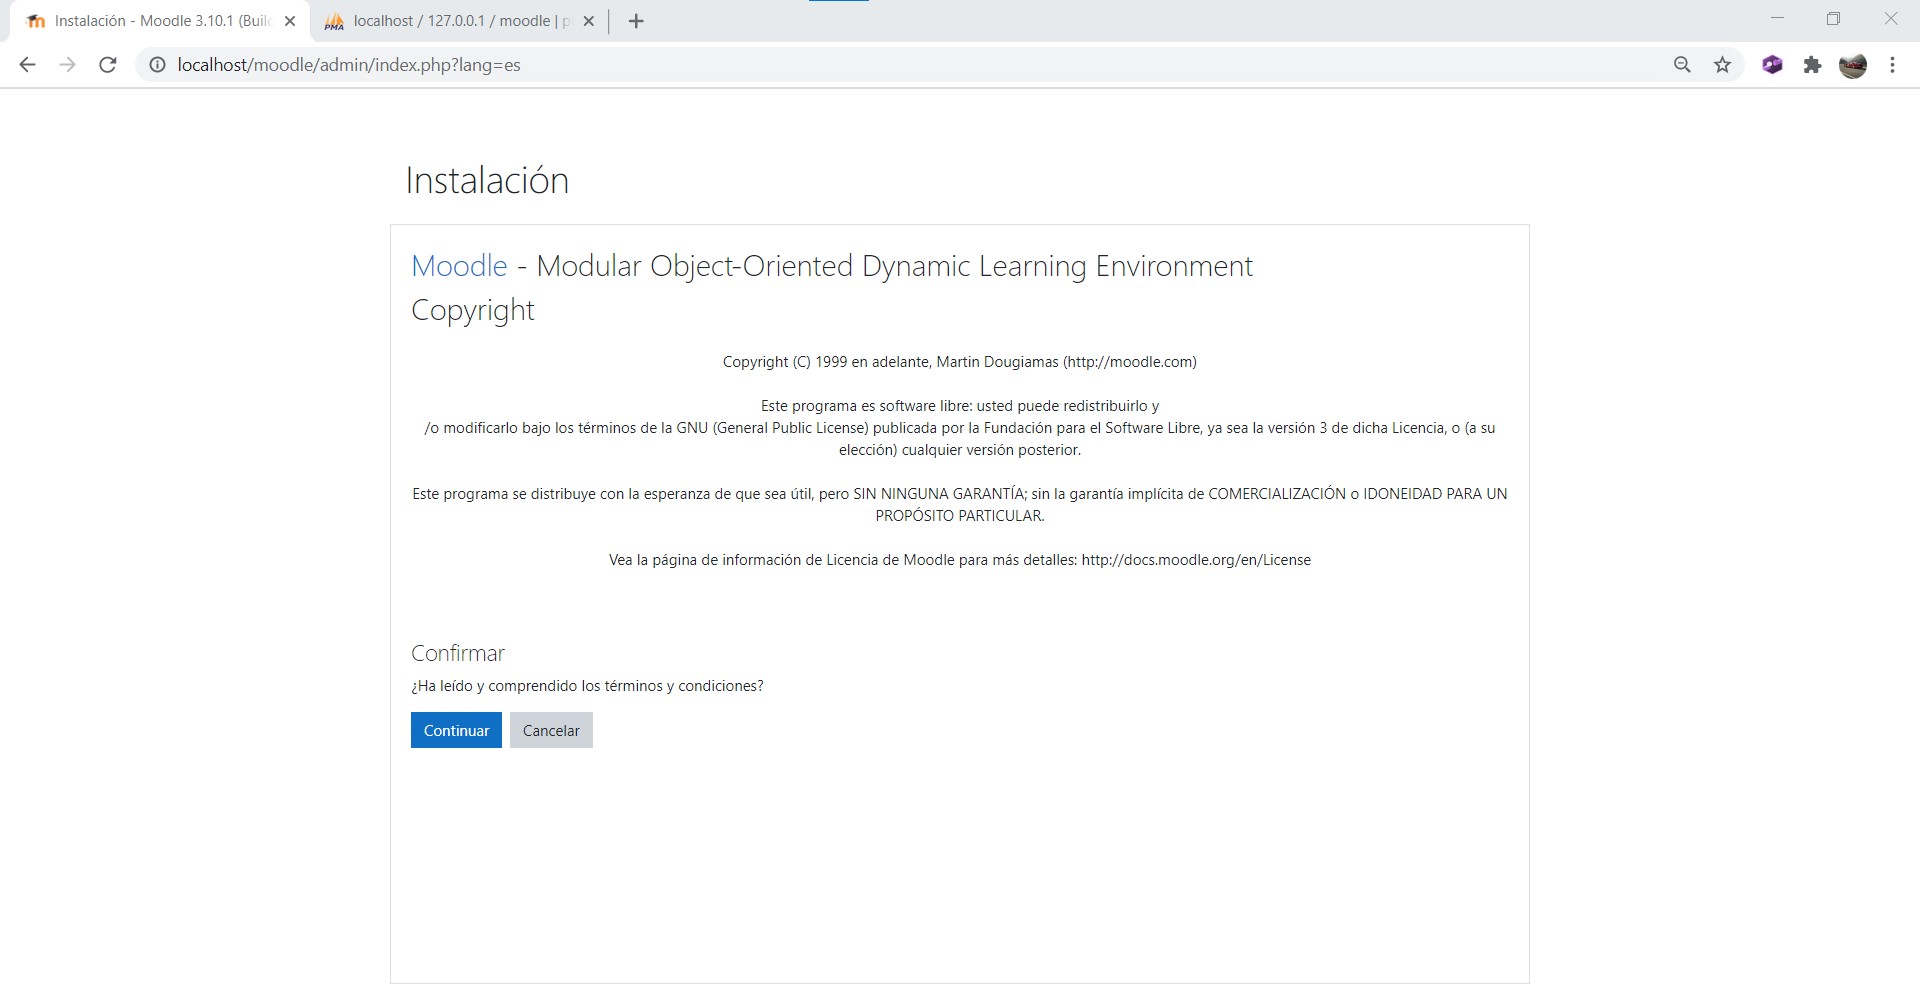 Instalación - Moodle 3.10.1 (Build
localhost / 127.0.0.1 / moodle | p
PMA
localhost/moodle/admin/index.php?lang=es
Instalación
Moodle - Modular Object-Oriented Dynamic Learning Environment
Copyright
Copyright (C) 1999 en adelante, Martin Dougiamas (http://moodle.com)
Este programa es software libre: usted puede redistribuirlo y
/o modificarlo bajo los términos de la GNU (General Public License) publicada por la Fundación para el Software Libre, ya sea la versión 3 de dicha Licencia, o (a su
elección) cualquier versión posterior.
Este programa se distribuye con la esperanza de que sea útil, pero SIN NINGUNA GARANTÍA; sin la garantía implícita de COMERCIALIZACIÓN o IDONEIDAD PARA UN
PROPÓSITO PARTICULAR.
Vea la página de información de Licencia de Moodle para más detalles: http://docs.moodle.org/en/License
Confirmar
¿Ha leído y comprendido los términos y condiciones?
Continuar
Cancelar